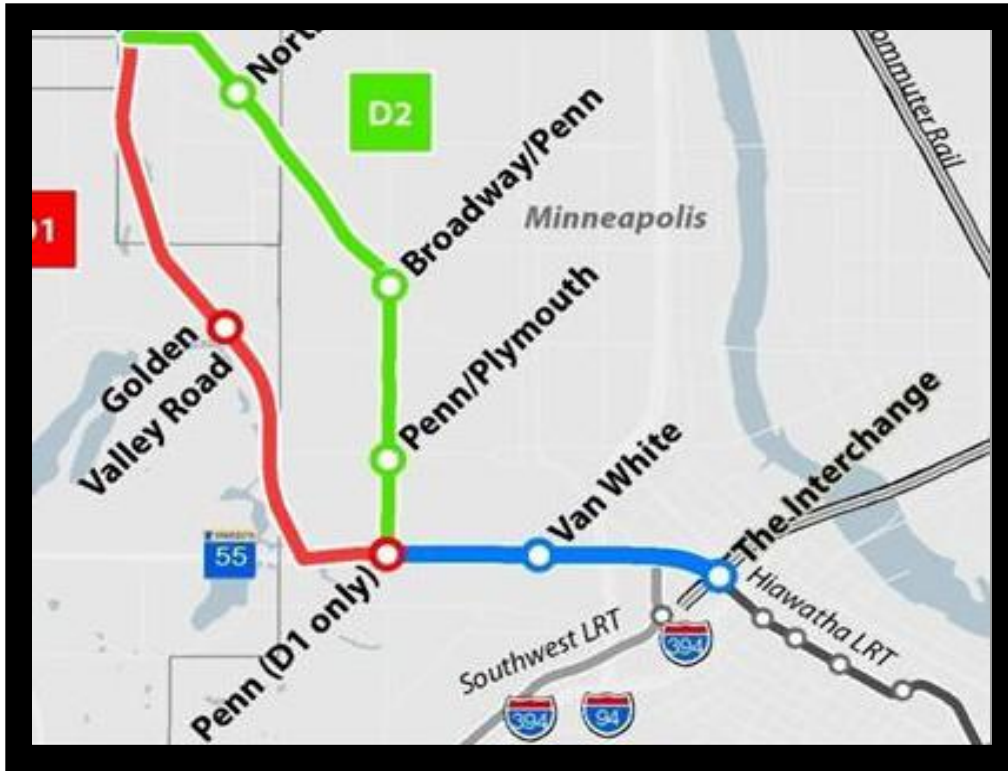 D2
Broadway/Penn
Minneapolis
Golden
Valley Road
Penn/Plymouth
Van White
The Interchange
55
Penn (D1 only)
Southwest LRT
Hiawatha LRT
394
394
94
Rail